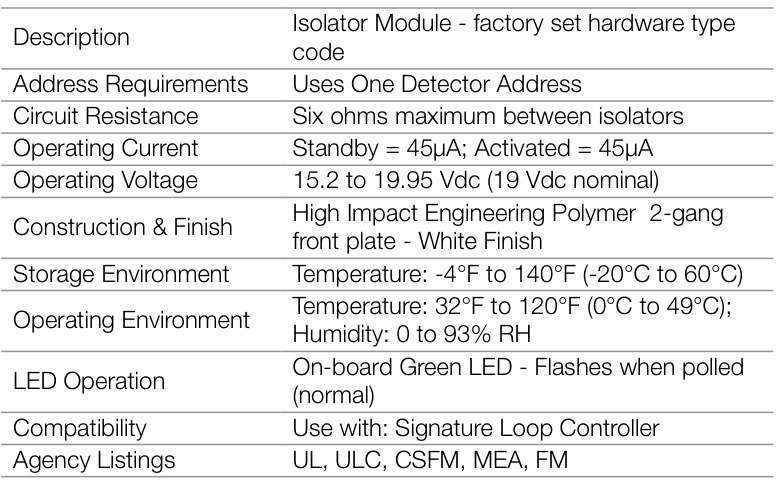 Description
Isolator Module - factory set hardware type
code
Address Requirements Uses One Detector Address
Circuit Resistance Six ohms maximum between isolators
Operating Current Standby = 45µA; Activated = 45µA
Operating Voltage 15.2 to 19.95 Vdc (19 Vdc nominal)
Construction & Finish
High Impact Engineering Polymer 2-gang
front plate - White Finish
Storage Environment Temperature: -4°F to 140°F (-20°C to 60°C)
Operating Environment
Temperature: 32°F to 120°F (0°C to 49°C);
Humidity: 0 to 93% RH
LED Operation
On-board Green LED - Flashes when polled
(normal)
Compatibility Use with: Signature Loop Controller
Agency Listings UL, ULC, CSFM, MEA, FM